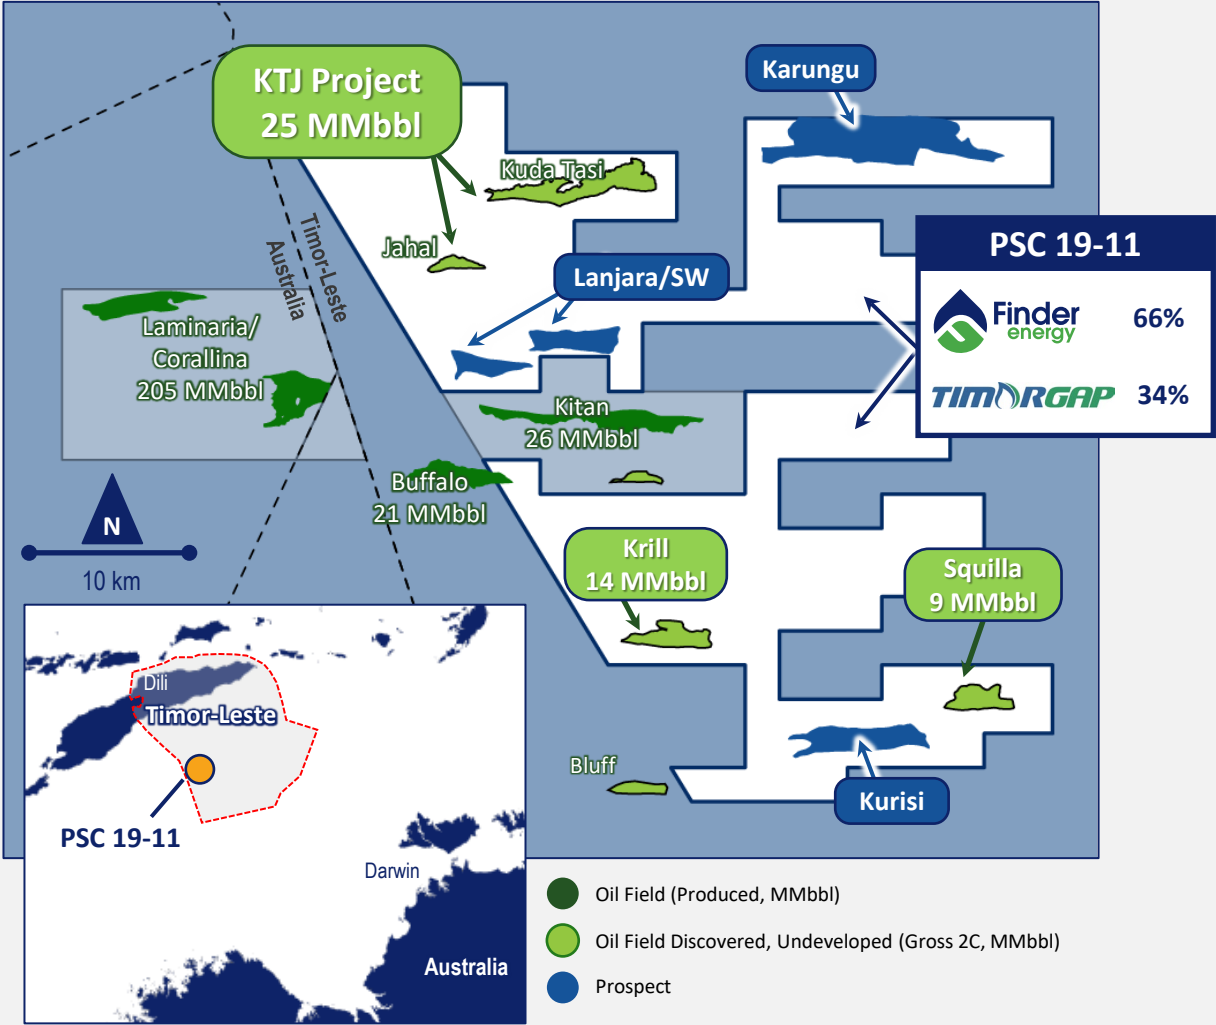 KTJ Project
25 MMbbl
Karungu
Kuda Tasi
Jahal
Timor-Leste
Australia
Lanjara/SW
PSC 19-11
Finder
energy
66%
TIMORGAP
34%
Laminaria/
Corallina
205 MMbbl
Kitan
26 MMbbl
Buffalo
21 MMbbl
N
10 km
Krill
14 MMbbl
Squilla
9 MMbbl
Bluff
Kurisi
Dili
Timor-Leste
PSC 19-11
Darwin
Australia
Oil Field (Produced, MMbbl)
Oil Field Discovered, Undeveloped (Gross 2C, MMbbl)
Prospect